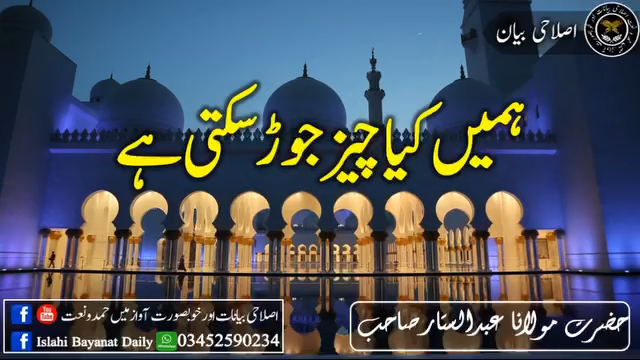 اصلاحی بیان
ہمیں کیا چیز جوڑ سکتی ہے
حضرت مولانا عبدالستار صاحب
اصلاحی بیانات اور خوبصورت آواز میں حمد و نعت
Islahi Bayanat Daily 03452590234